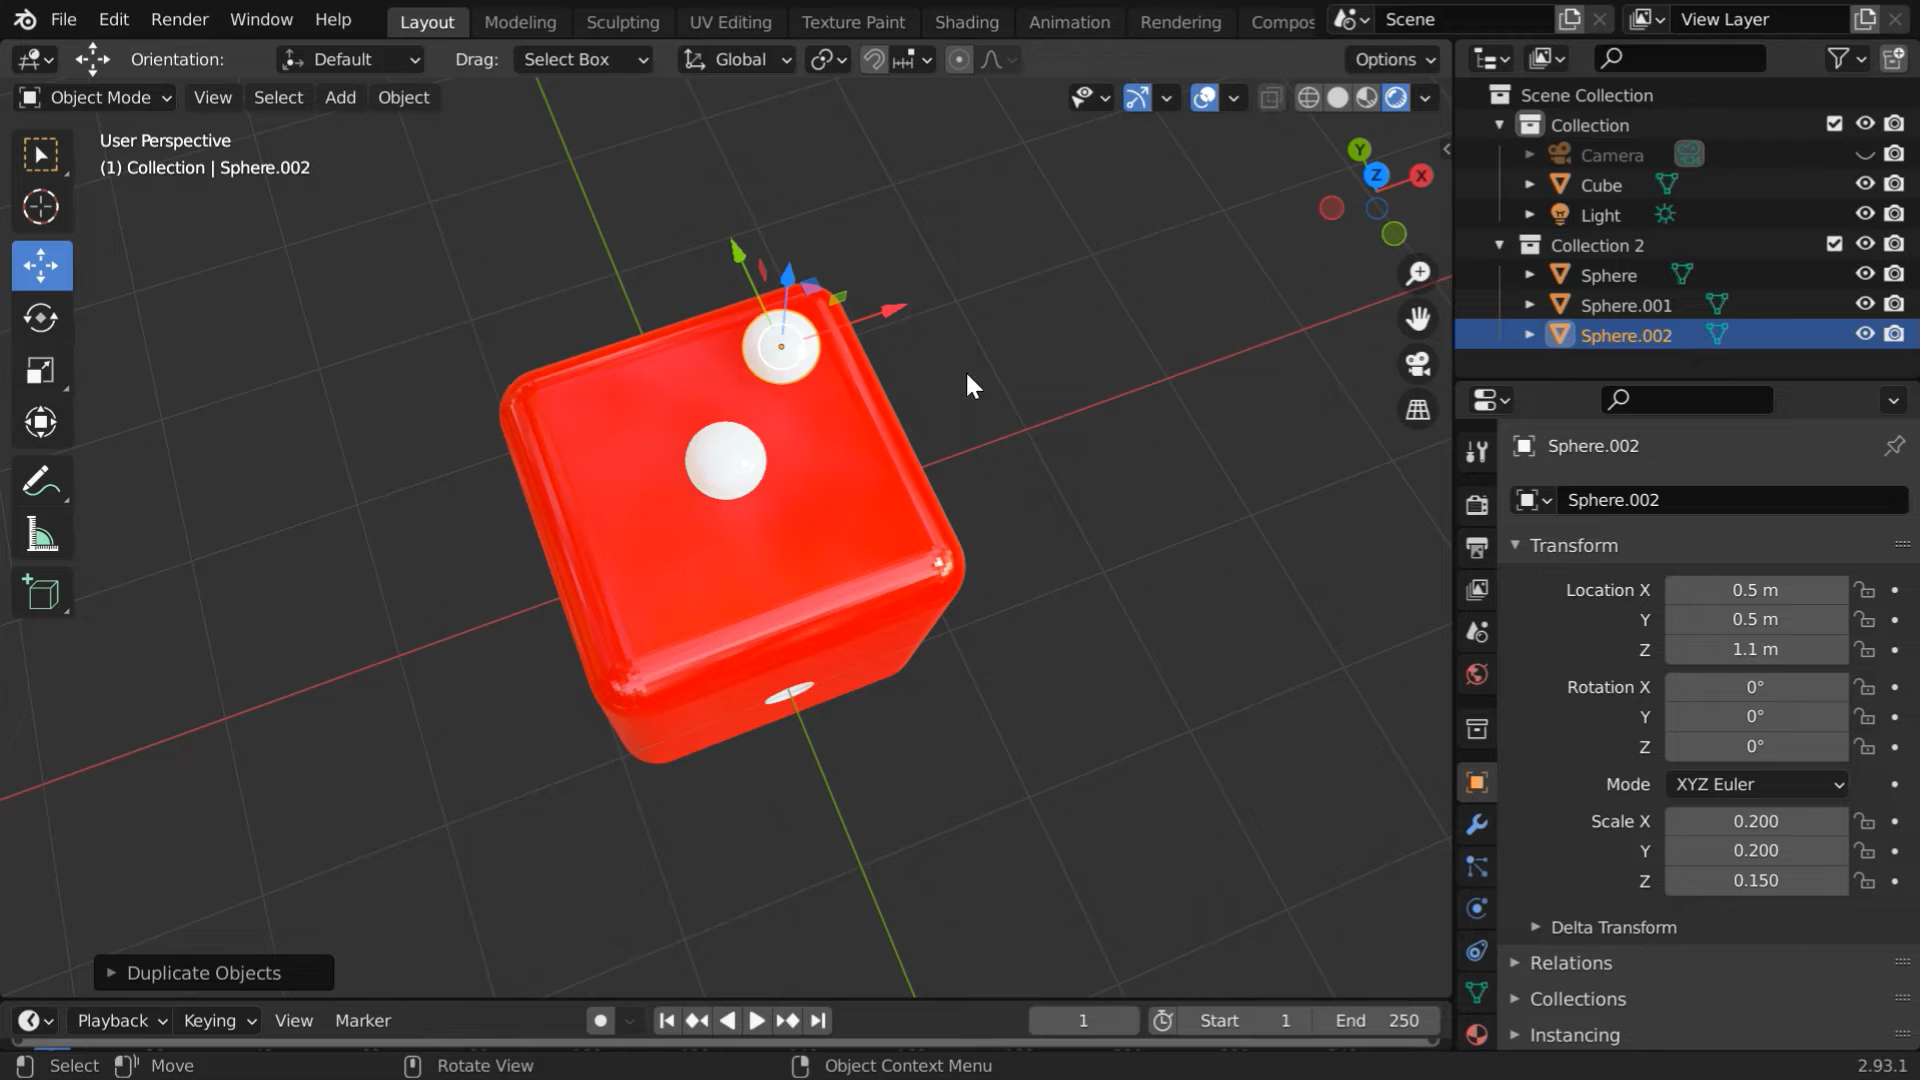 File Edit Render Window Help Layout Modeling Sculpting UV Editing Texture Paint Shading Animation Rendering Compos Scene View Layer
Orientation: Default Drag: Select Box Global Options
Object Mode View Select Add Object
User Perspective
(1) Collection | Sphere.002
Y
Z
X
Scene Collection
Collection
Camera
Cube
Light
Collection 2
Sphere
Sphere.001
Sphere.002
Sphere.002
Sphere.002
Transform
Location X 0.5 m
Y 0.5 m
Z 1.1 m
Rotation X 0°
Y 0°
Z 0°
Mode XYZ Euler
Scale X 0.200
Y 0.200
Z 0.150
Delta Transform
Relations
Collections
Instancing
Duplicate Objects
Playback Keying View Marker 1 Start 1 End 250
Select Move Rotate View Object Context Menu 2.93.1